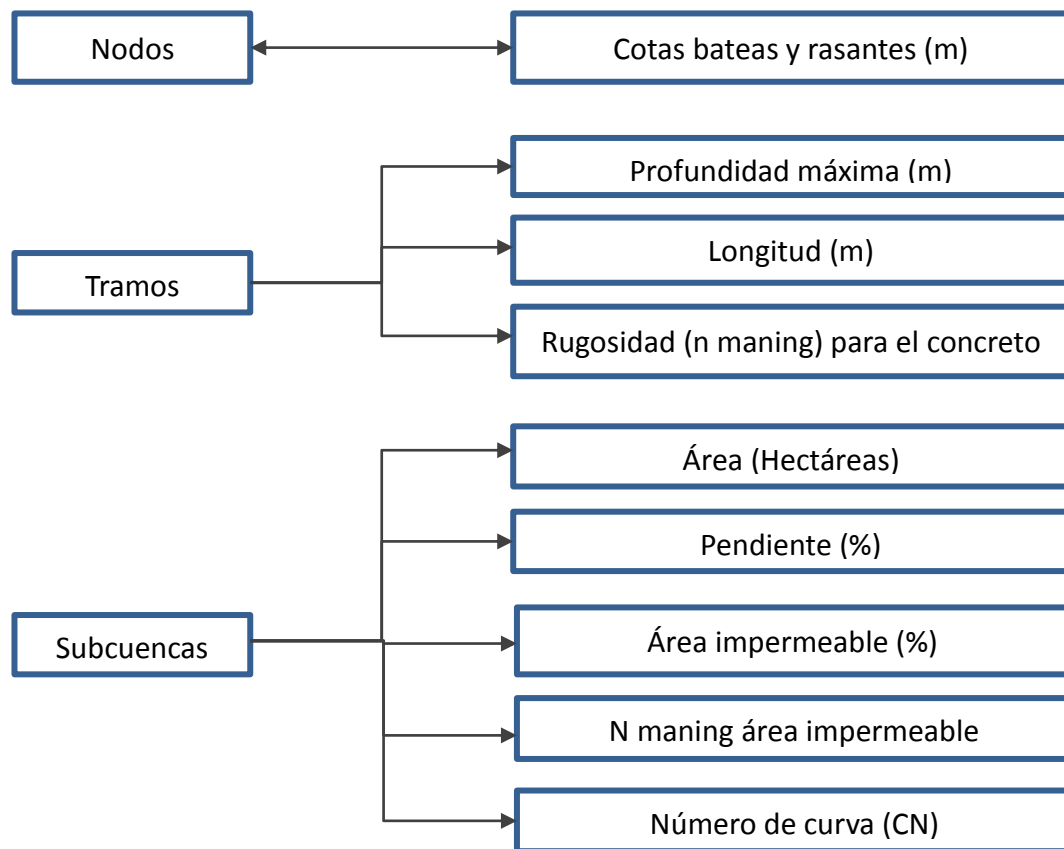 Nodos
Cotas bateas y rasantes (m)
Profundidad máxima (m)
Longitud (m)
Tramos
Rugosidad (n maning) para el concreto
Área (Hectáreas)
Pendiente (%)
Área impermeable (%)
Subcuencas
N maning área impermeable
Número de curva (CN)